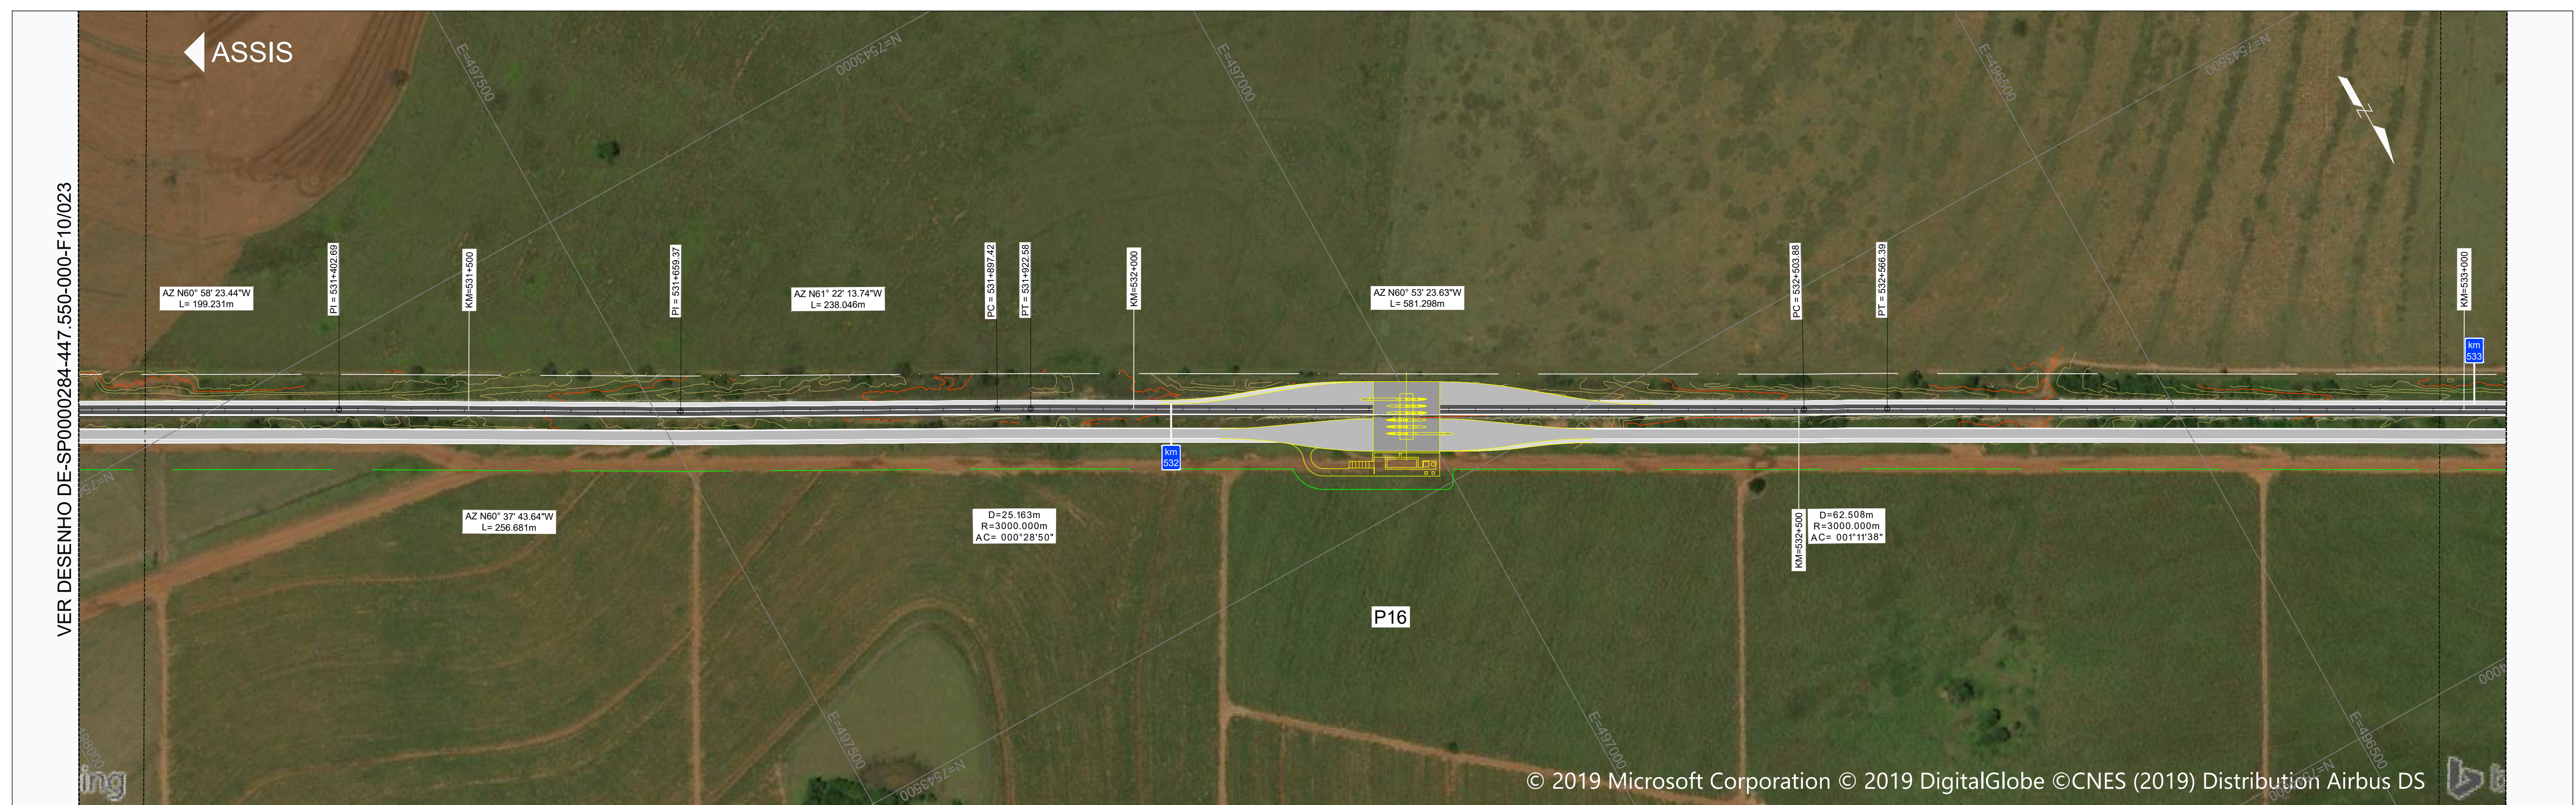 ASSIS
E=497500
N=7543000
E=497000
E=496500
N=7543500
VER DESENHO DE-SP0000284-447.550-000-F10/023
AZ N60° 58' 23.44"W
L= 199.231m
PI = 531+402.69
KM=531+500
PI = 531+659.37
AZ N61° 22' 13.74"W
L= 238.046m
PC = 531+897.42
PT = 531+922.58
KM=532+000
AZ N60° 53' 23.63"W
L= 581.298m
PC = 532+503.88
PT = 532+566.39
KM=533+000
km
533
km
532
AZ N60° 37' 43.64"W
L= 256.681m
D=25.163m
R=3000.000m
AC= 000°28'50"
KM=532+500
D=62.508m
R=3000.000m
AC= 001°11'38"
P16
E=497500
N=7543500
E=497000
E=496500
© 2019 Microsoft Corporation © 2019 DigitalGlobe ©CNES (2019) Distribution Airbus DS
ing